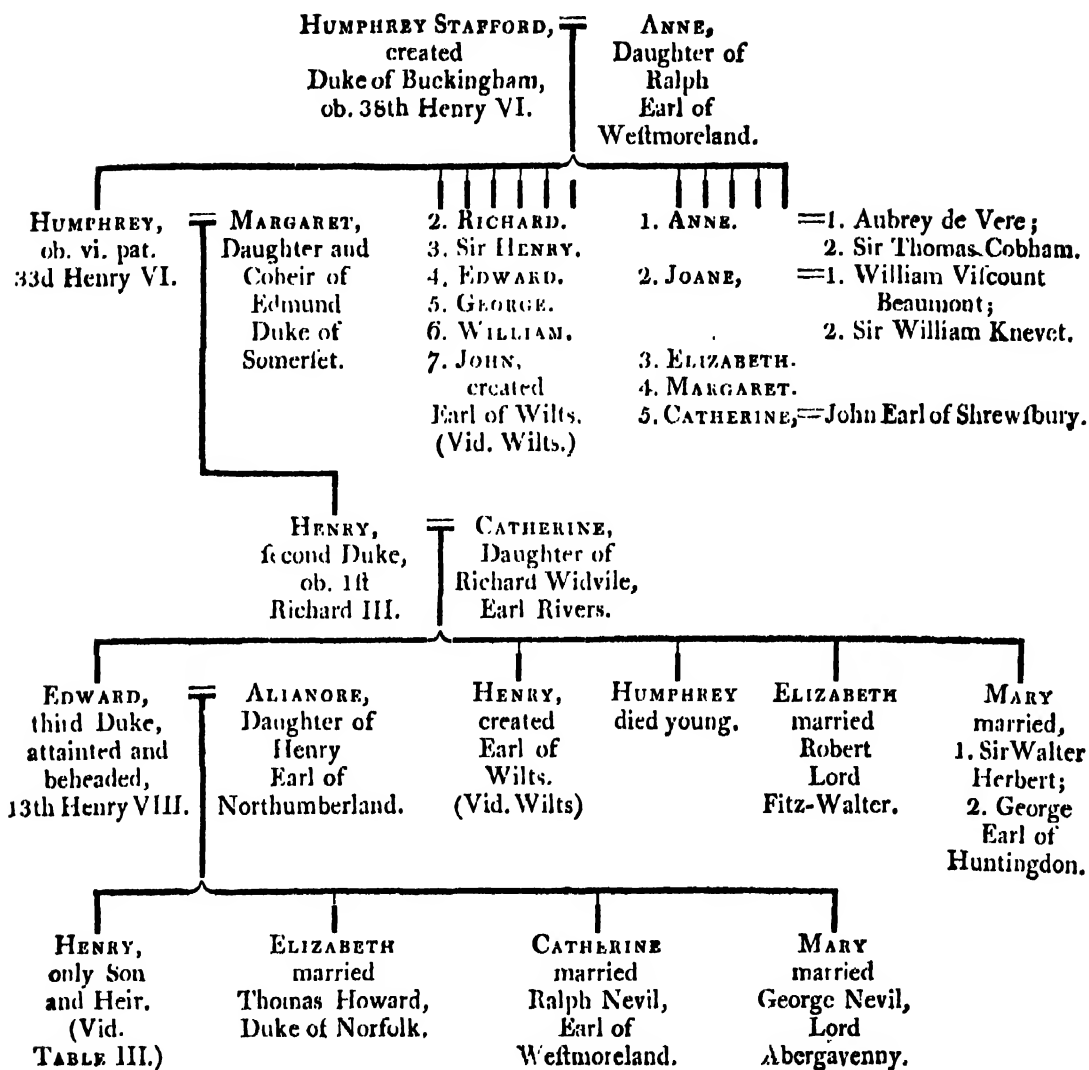 HUMPHREY STAFFORD,
created
Duke of Buckingham,
ob. 38th Henry VI.
=
ANNE,
Daughter of
Ralph
Earl of
Weſtmoreland.
HUMPHREY,
ob. vi. pat.
33d Henry VI.
=
MARGARET,
Daughter and
Coheir of
Edmund
Duke of
Somerſet.
2. RICHARD.
3. Sir HENRY.
4. EDWARD.
5. GEORGE.
6. WILLIAM.
7. JOHN,
created
Earl of Wilts.
(Vid. Wilts.)
1. ANNE. =1. Aubrey de Vere;
2. Sir Thomas Cobham.
2. JOANE, =1. William Viſcount
Beaumont;
2. Sir William Knevet.
3. ELIZABETH.
4. MARGARET.
5. CATHERINE,=John Earl of Shrewſbury.
HENRY,
ſecond Duke,
ob. 1ſt
Richard III.
=
CATHERINE,
Daughter of
Richard Widvile,
Earl Rivers.
EDWARD,
third Duke,
attainted and
beheaded,
13th Henry VIII.
=
ALIANORE,
Daughter of
Henry
Earl of
Northumberland.
HENRY,
created
Earl of
Wilts.
(Vid. Wilts)
HUMPHREY
died young.
ELIZABETH
married
Robert
Lord
Fitz-Walter.
MARY
married,
1. Sir Walter
Herbert;
2. George
Earl of
Huntingdon.
HENRY,
only Son
and Heir.
(Vid.
TABLE III.)
ELIZABETH
married
Thomas Howard,
Duke of Norfolk.
CATHERINE
married
Ralph Nevil,
Earl of
Weſtmoreland.
MARY
married
George Nevil,
Lord
Abergavenny.